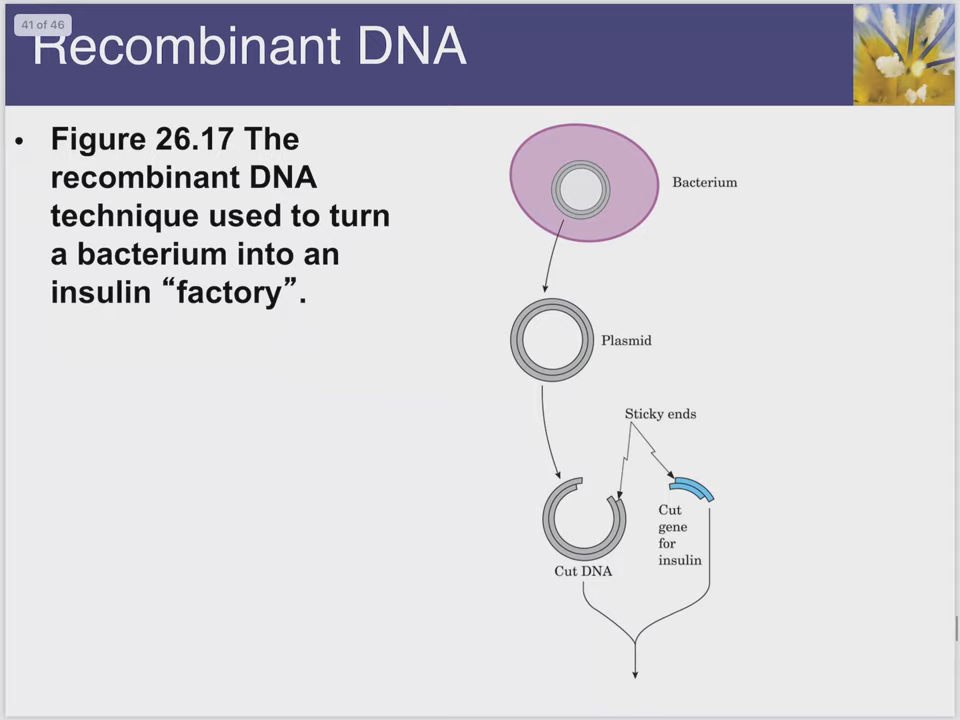 41 of 46
Recombinant DNA
• Figure 26.17 The
recombinant DNA
technique used to turn
a bacterium into an
insulin “factory”.
Bacterium
Plasmid
Sticky ends
Cut
gene
for
insulin
Cut DNA